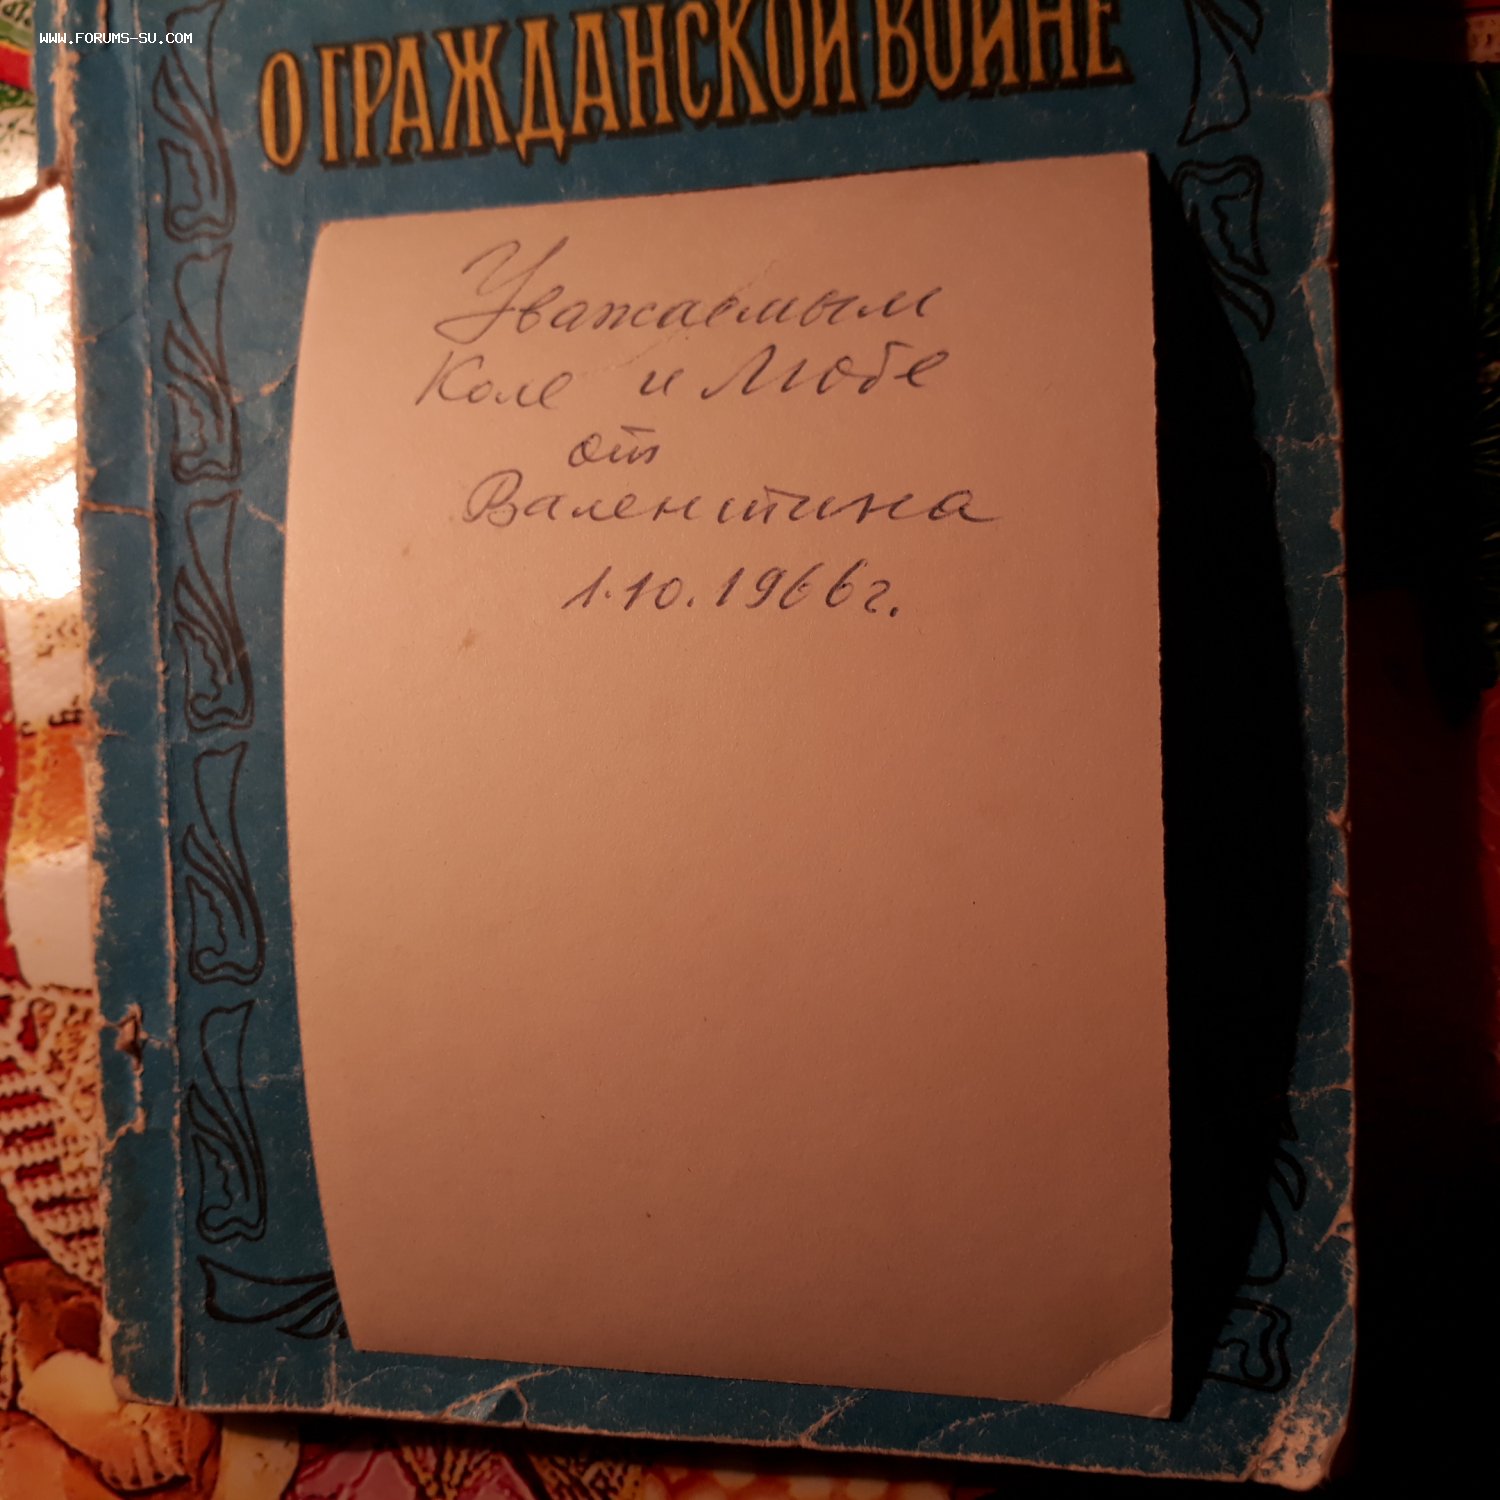 WWW.FORUMS-SU.COM
О ГРАЖДАНСКОЙ ВОЙНЕ
Уважаемым
Коле и Любе
от
Валентина
1.10.1966г.